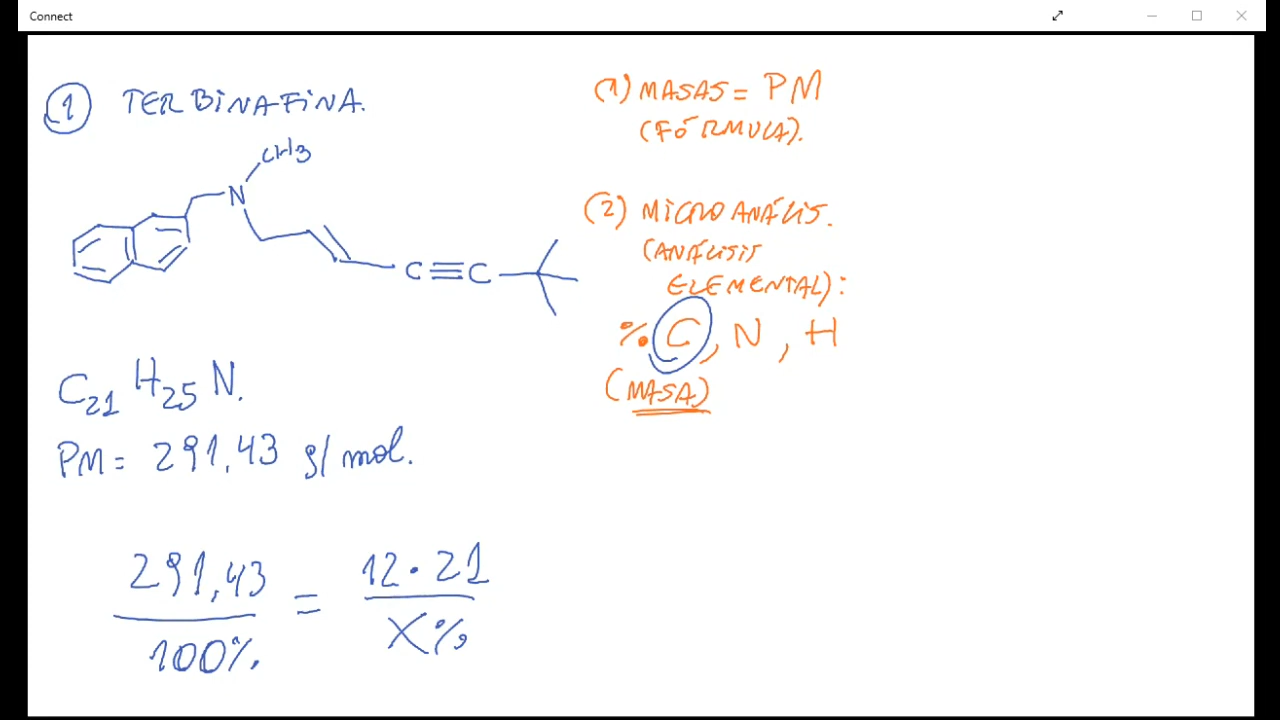 Connect
1 TERBINAFINA.
CH3
N
C≡C
C21 H25 N.
PM = 291,43 g/mol.
291,43 / 100% = 12 · 21 / X%
(1) MASAS = PM
(FÓRMULA).
(2) MICROANÁLIS.
(ANÁLISIS
ELEMENTAL):
% C, N, H
(MASA)